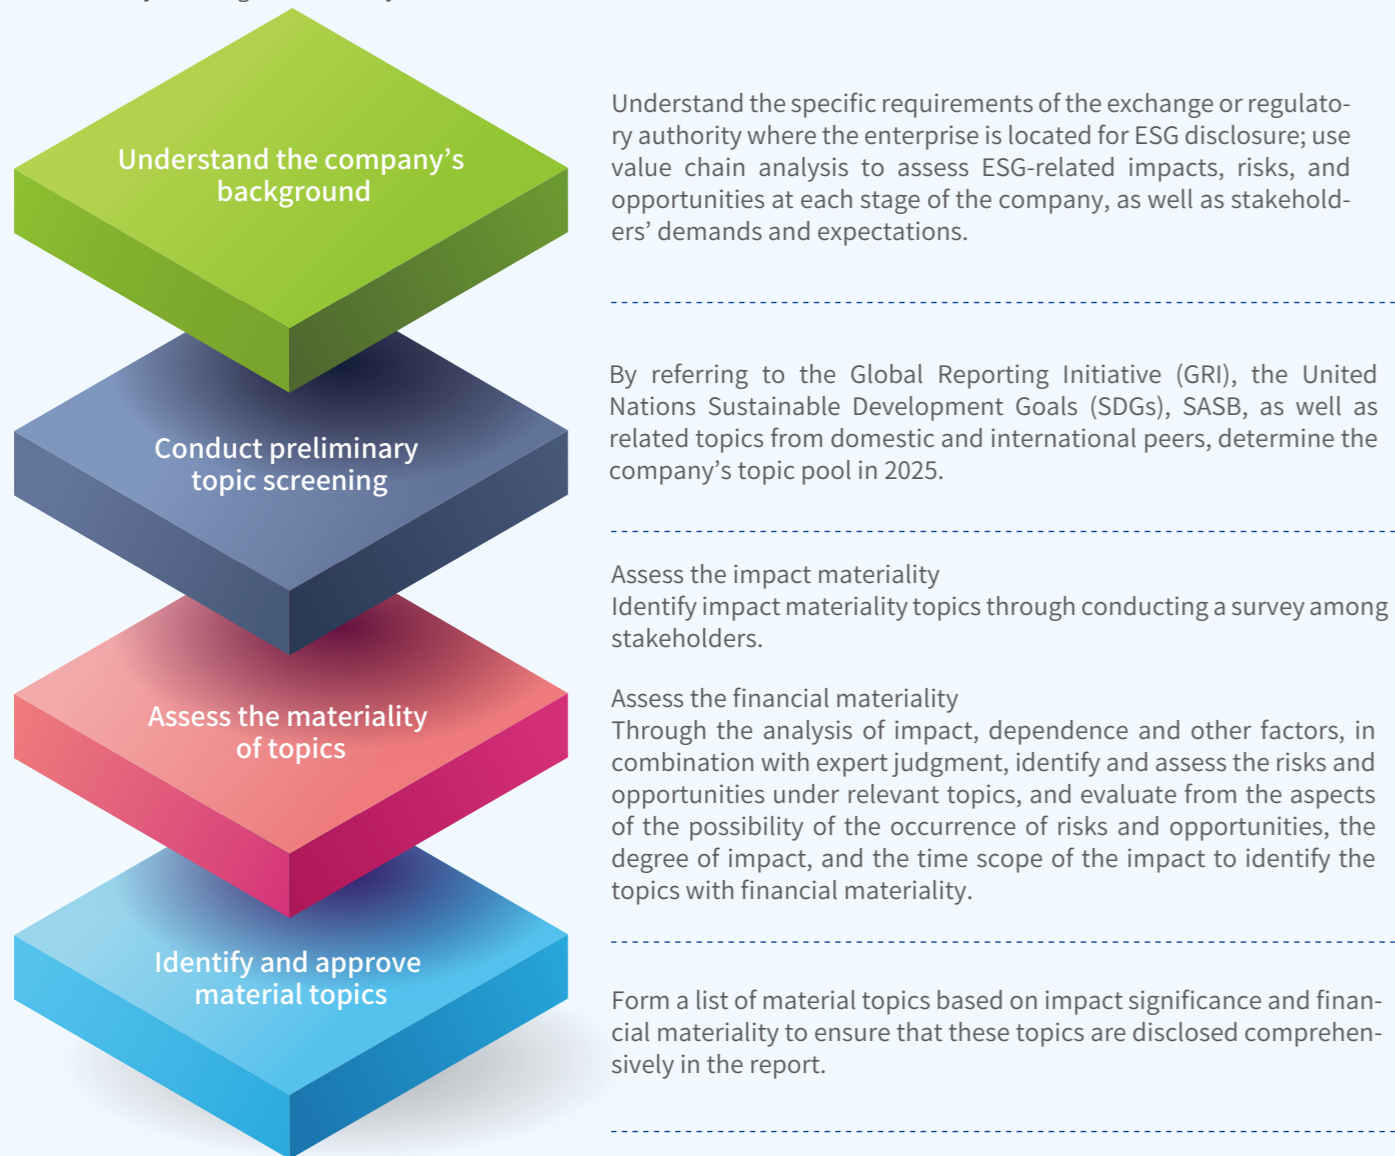 Understand the company’s
background
Understand the specific requirements of the exchange or regulato-
ry authority where the enterprise is located for ESG disclosure; use
value chain analysis to assess ESG-related impacts, risks, and
opportunities at each stage of the company, as well as stakehold-
ers’ demands and expectations.
Conduct preliminary
topic screening
By referring to the Global Reporting Initiative (GRI), the United
Nations Sustainable Development Goals (SDGs), SASB, as well as
related topics from domestic and international peers, determine the
company’s topic pool in 2025.
Assess the materiality
of topics
Assess the impact materiality
Identify impact materiality topics through conducting a survey among
stakeholders.
Assess the financial materiality
Through the analysis of impact, dependence and other factors, in
combination with expert judgment, identify and assess the risks and
opportunities under relevant topics, and evaluate from the aspects
of the possibility of the occurrence of risks and opportunities, the
degree of impact, and the time scope of the impact to identify the
topics with financial materiality.
Identify and approve
material topics
Form a list of material topics based on impact significance and finan-
cial materiality to ensure that these topics are disclosed comprehen-
sively in the report.